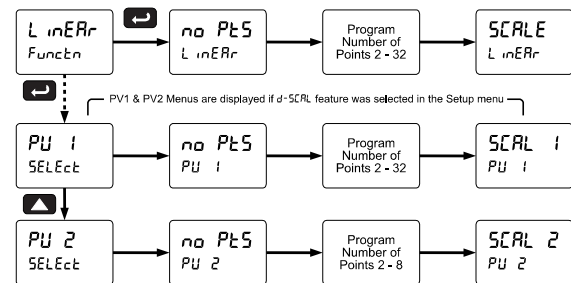 L inEAr
Functn
no PtS
L inEAr
Program
Number of
Points 2 - 32
SCALE
L inEAr
PV1 & PV2 Menus are displayed if d-SCAL feature was selected in the Setup menu
PU 1
SELEct
no PtS
PU 1
Program
Number of
Points 2 - 32
SCAL 1
PU 1
PU 2
SELEct
no PtS
PU 2
Program
Number of
Points 2 - 8
SCAL 2
PU 2